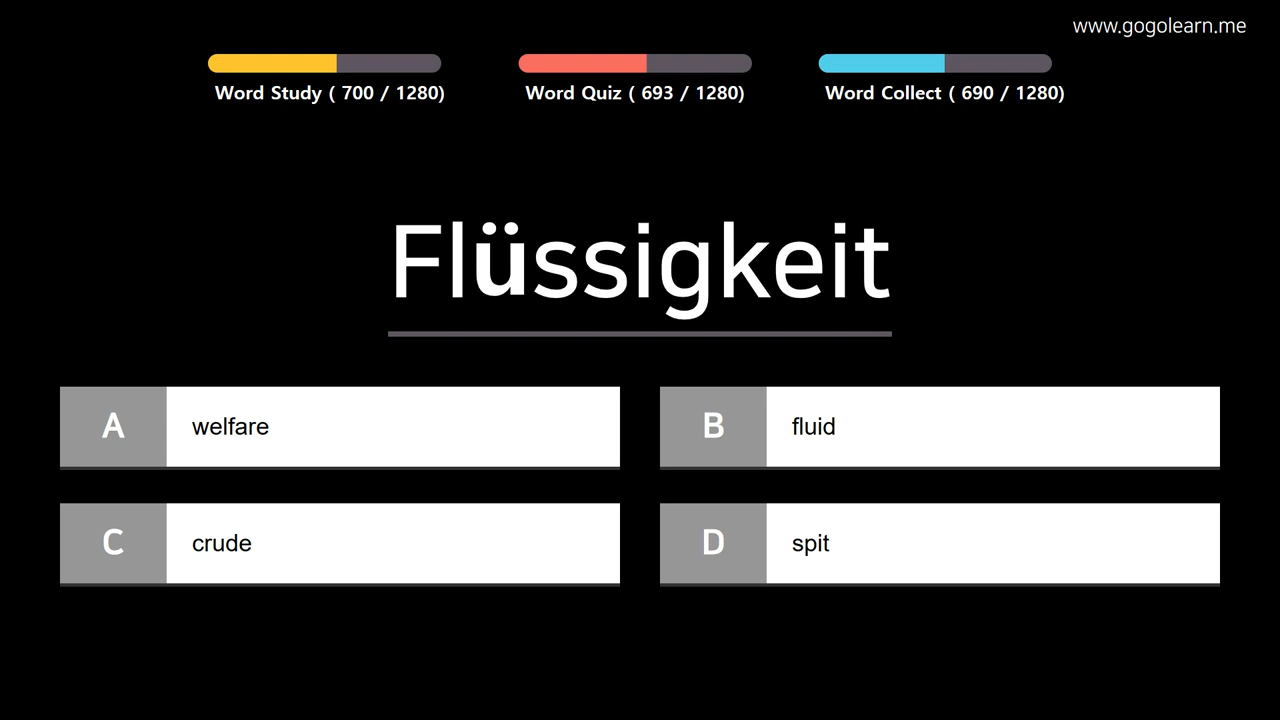 www.gogolearn.me
Word Study ( 700 / 1280)
Word Quiz ( 693 / 1280)
Word Collect ( 690 / 1280)
Flüssigkeit
A welfare
B fluid
C crude
D spit